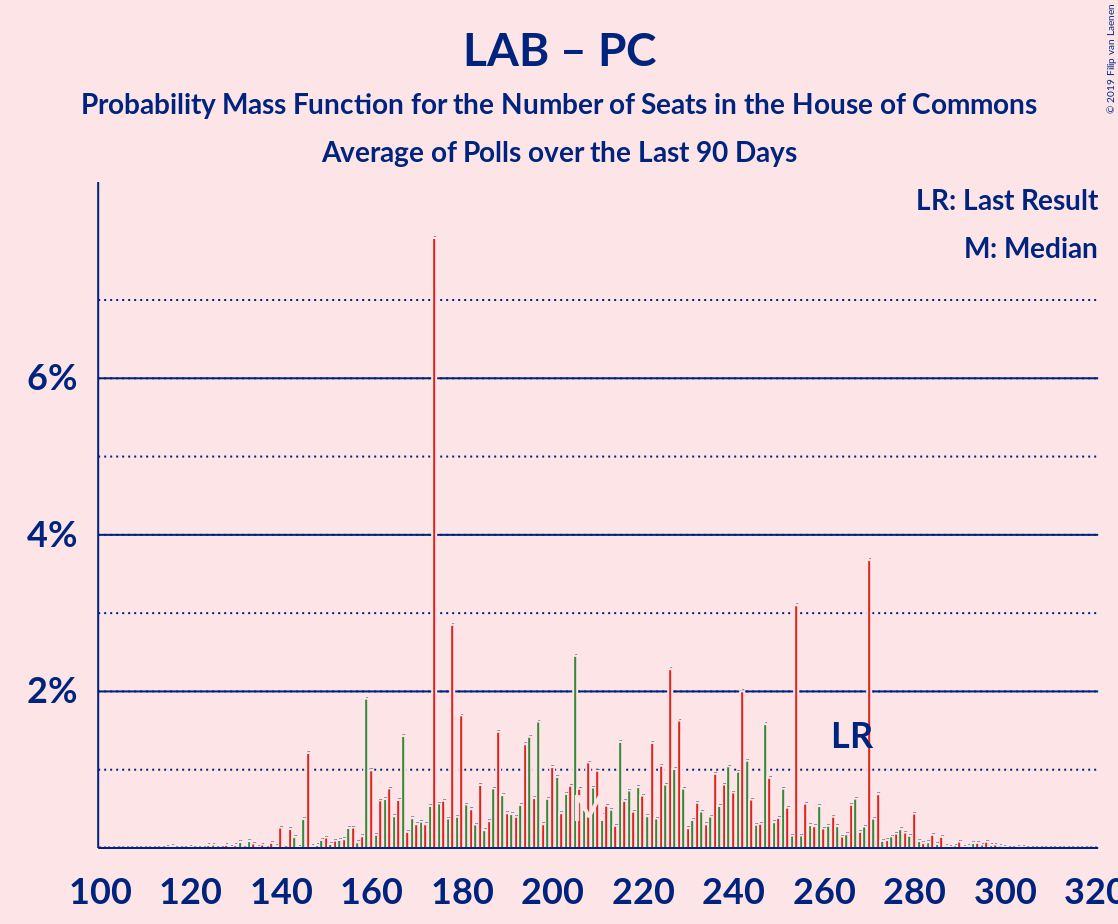 LAB – PC
Probability Mass Function for the Number of Seats in the House of Commons
Average of Polls over the Last 90 Days
© 2019 Filip van Laenen
LR: Last Result
M: Median
6%
4%
2%
LR
M
100 120 140 160 180 200 220 240 260 280 300 320